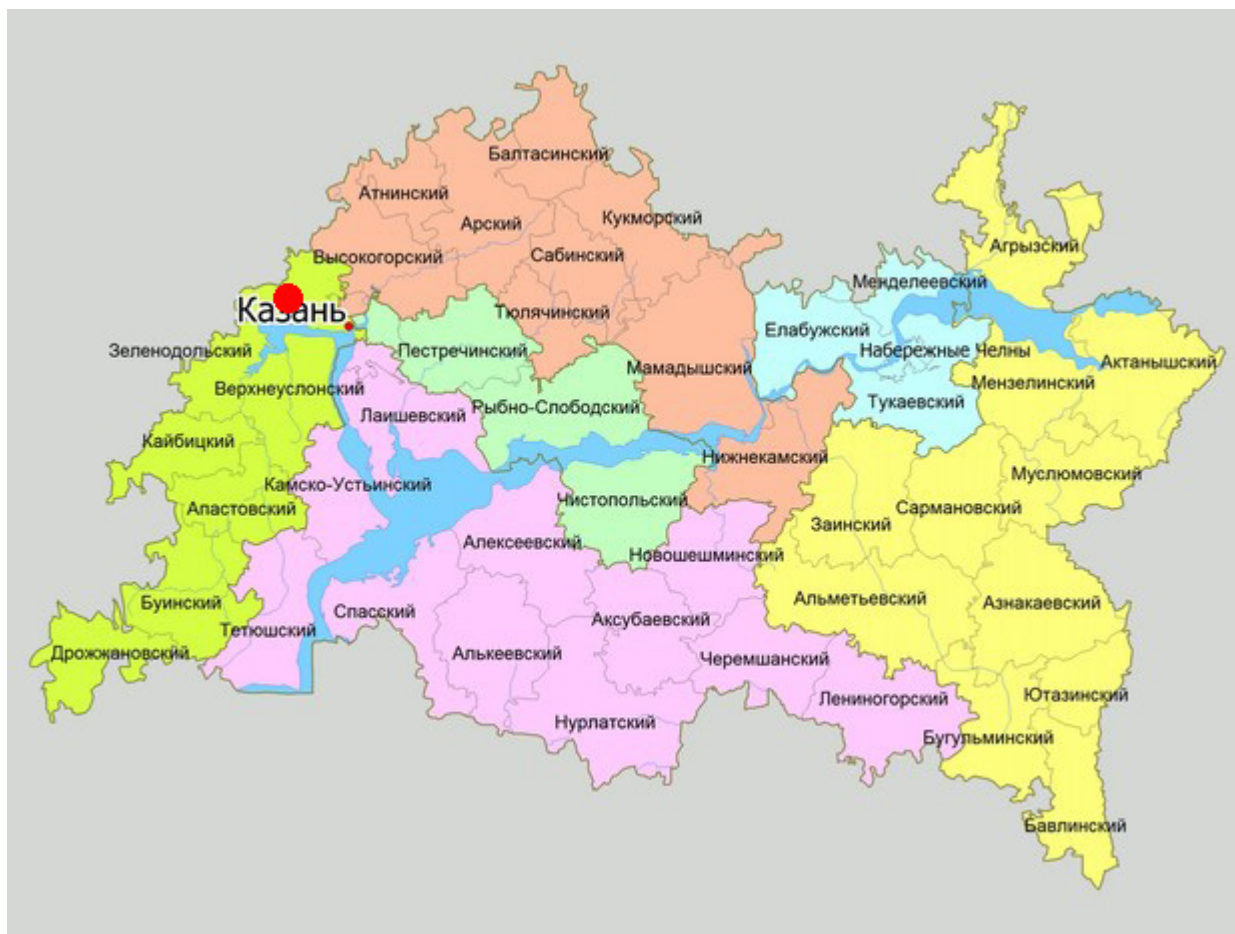 Балтасинский
Атнинский
Арский
Кукморский
Агрызский
Высокогорский
Сабинский
Менделеевский
Казань
Тюлячинский
Елабужский
Зеленодольский
Пестречинский
Набережные Челны
Актанышский
Верхнеуслонский
Мамадышский
Мензелинский
Лаишевский
Рыбно-Слободский
Тукаевский
Кайбицкий
Нижнекамский
Муслюмовский
Камско-Устьинский
Чистопольский
Апастовский
Сармановский
Заинский
Алексеевский
Новошешминский
Буинский
Спасский
Аксубаевский
Альметьевский
Азнакаевский
Тетюшский
Дрожжановский
Алькеевский
Черемшанский
Лениногорский
Ютазинский
Нурлатский
Бугульминский
Бавлинский